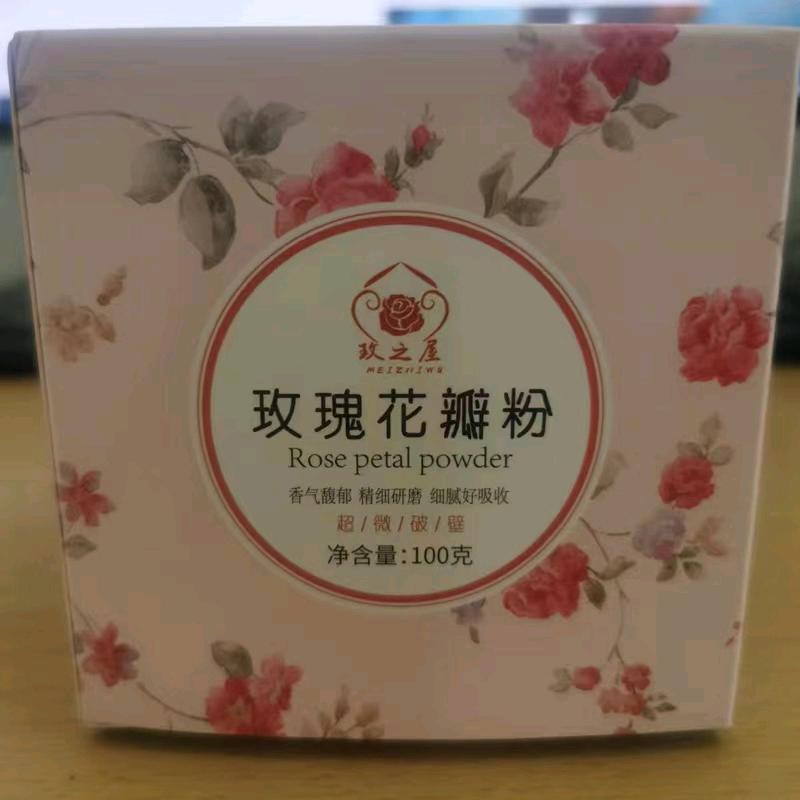 玫之屋
MEIZHIWU
玫瑰花瓣粉
Rose petal powder
香气馥郁 精细研磨 细腻好吸收
超/微/破/壁
净含量:100克